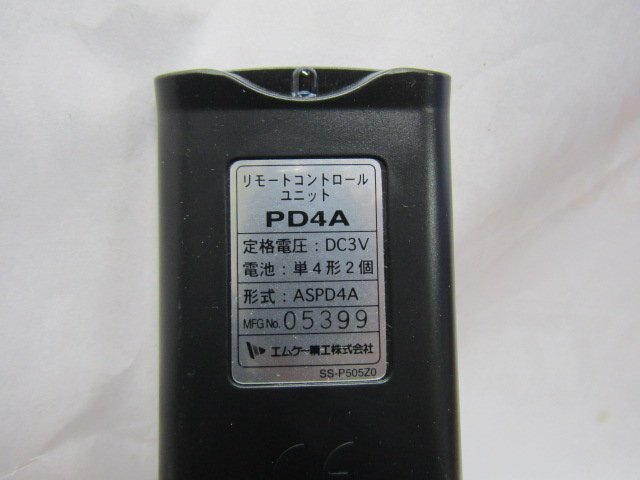 リモートコントロール
ユニット
PD4A
定格電圧：DC3V
電池：単4形2個
形式：ASPD4A
MFG No. 05399
エムケー精工株式会社
SS-P505Z0
CE